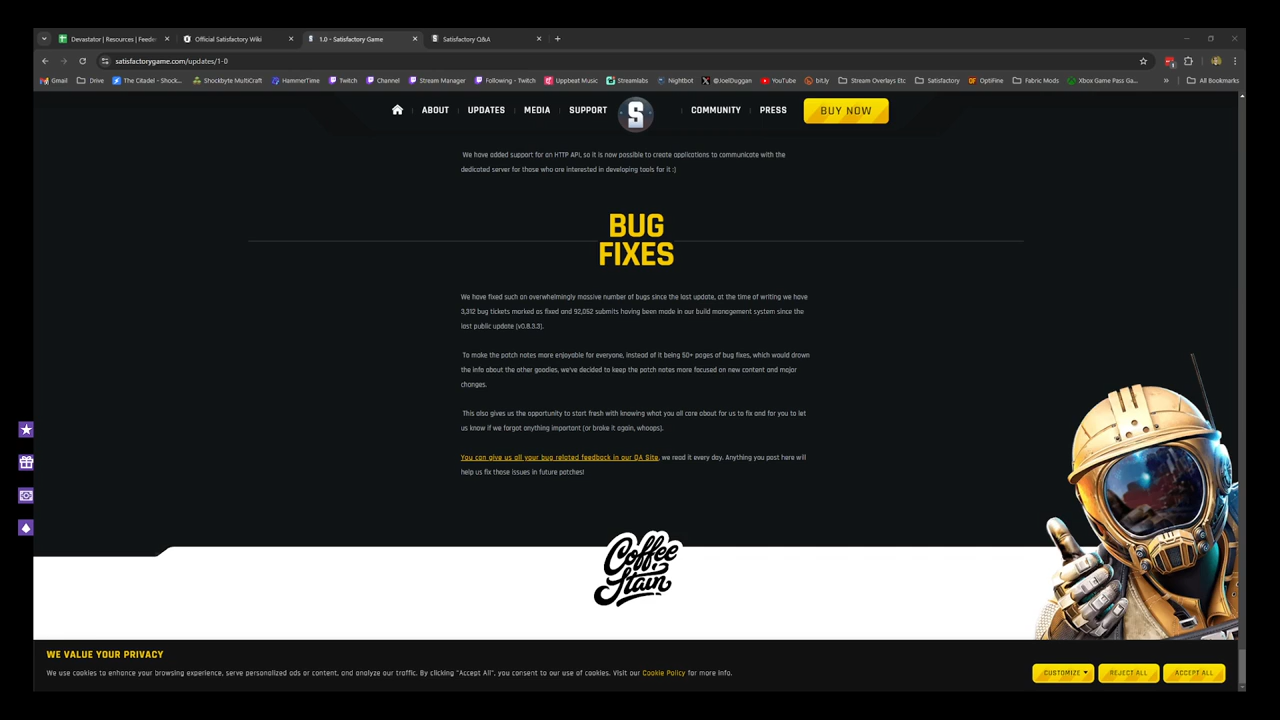 Devastator | Resources | Feeder
Official Satisfactory Wiki
1.0 - Satisfactory Game
Satisfactory Q&A
satisfactorygame.com/updates/1-0
Gmail
Drive
The Citadel - Shock...
Shockbyte MultiCraft
HammerTime
Twitch
Channel
Stream Manager
Following - Twitch
Uppbeat Music
Streamlabs
Nightbot
@JoelDuggan
YouTube
bit.ly
Stream Overlays Etc
Satisfactory
OptiFine
Fabric Mods
Xbox Game Pass Ga...
All Bookmarks
ABOUT
UPDATES
MEDIA
SUPPORT
S
COMMUNITY
PRESS
BUY NOW
We have added support for an HTTP API, so it is now possible to create applications to communicate with the
dedicated server for those who are interested in developing tools for it :)
BUG
FIXES
We have fixed such an overwhelmingly massive number of bugs since the last update, at the time of writing we have
3,312 bug tickets marked as fixed and 92,052 submits having been made in our build management system since the
last public update (v0.8.3.3).
To make the patch notes more enjoyable for everyone, instead of it being 50+ pages of bug fixes, which would drown
the info about the other goodies, we've decided to keep the patch notes more focused on new content and major
changes.
This also gives us the opportunity to start fresh with knowing what you all care about for us to fix and for you to let
us know if we forgot anything important (or broke it again, whoops).
You can give us all your bug related feedback in our QA Site, we read it every day. Anything you post here will
help us fix those issues in future patches!
Coffee
Stain
WE VALUE YOUR PRIVACY
We use cookies to enhance your browsing experience, serve personalized ads or content, and analyze our traffic. By clicking "Accept All", you consent to our use of cookies. Visit our Cookie Policy for more info.
CUSTOMIZE
REJECT ALL
ACCEPT ALL